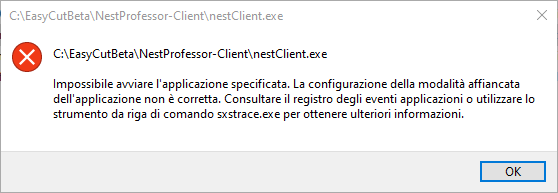 C:\EasyCutBeta\NestProfessor-Client\nestClient.exe
C:\EasyCutBeta\NestProfessor-Client\nestClient.exe
Impossibile avviare l'applicazione specificata. La configurazione della modalità affiancata
dell'applicazione non è corretta. Consultare il registro degli eventi applicazioni o utilizzare lo
strumento da riga di comando sxstrace.exe per ottenere ulteriori informazioni.
OK